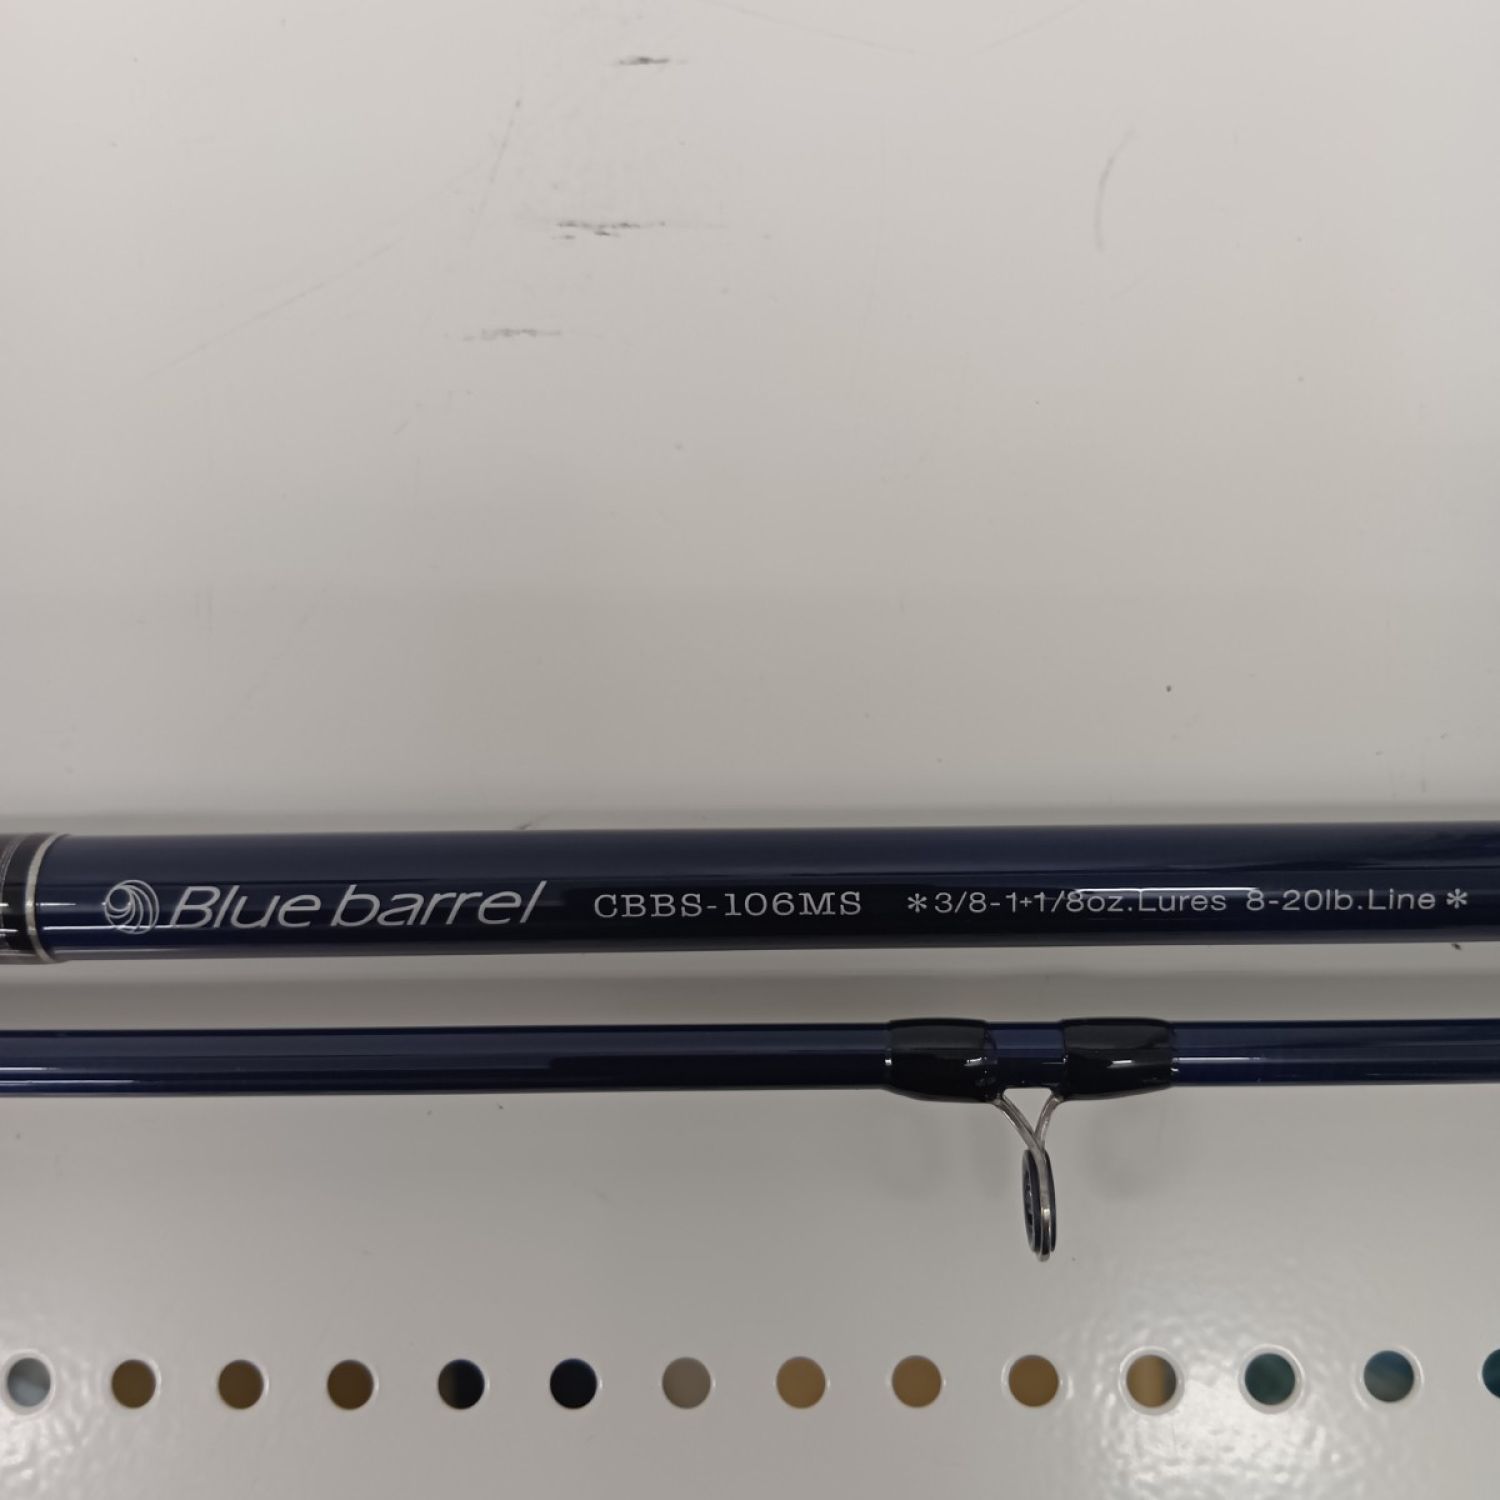 Blue barrel CBBS-106MS *3/8-1+1/8oz.Lures 8-20lb.Line*